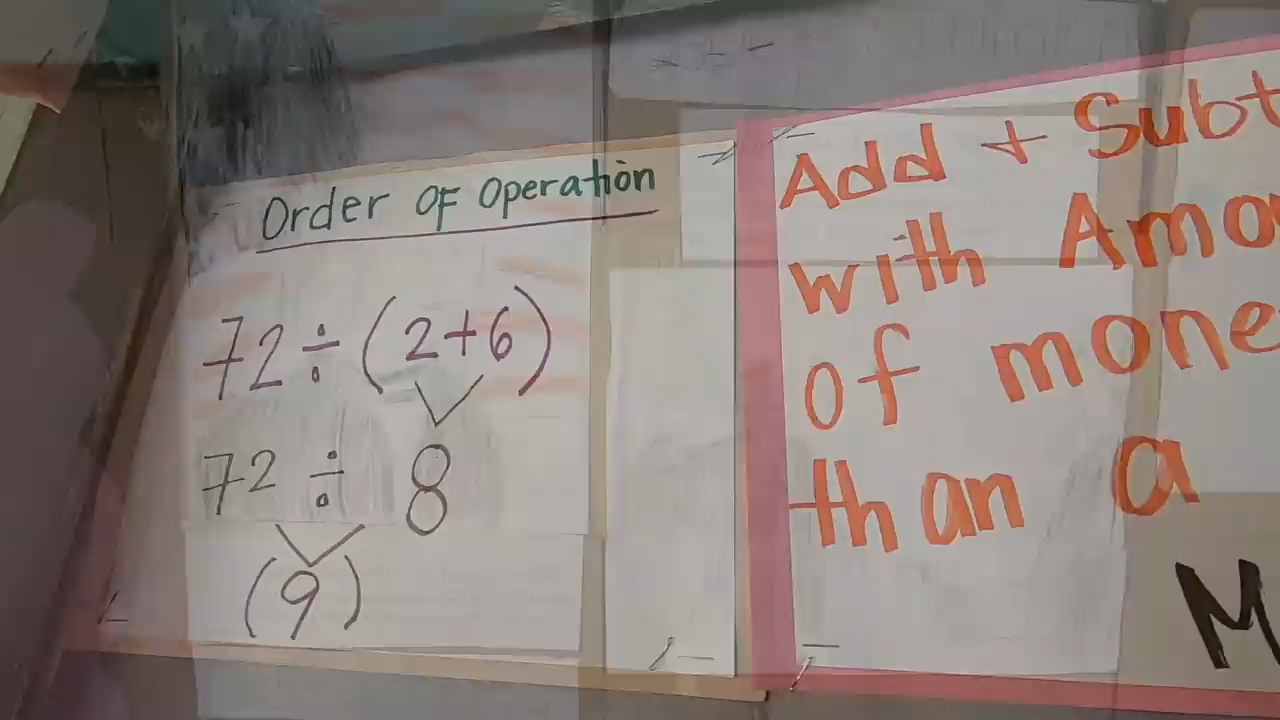 Order OF Operation
72 ÷ (2+6)
72 ÷ 8
(9)
Add + Subt
with Amo
of mone
than a
M